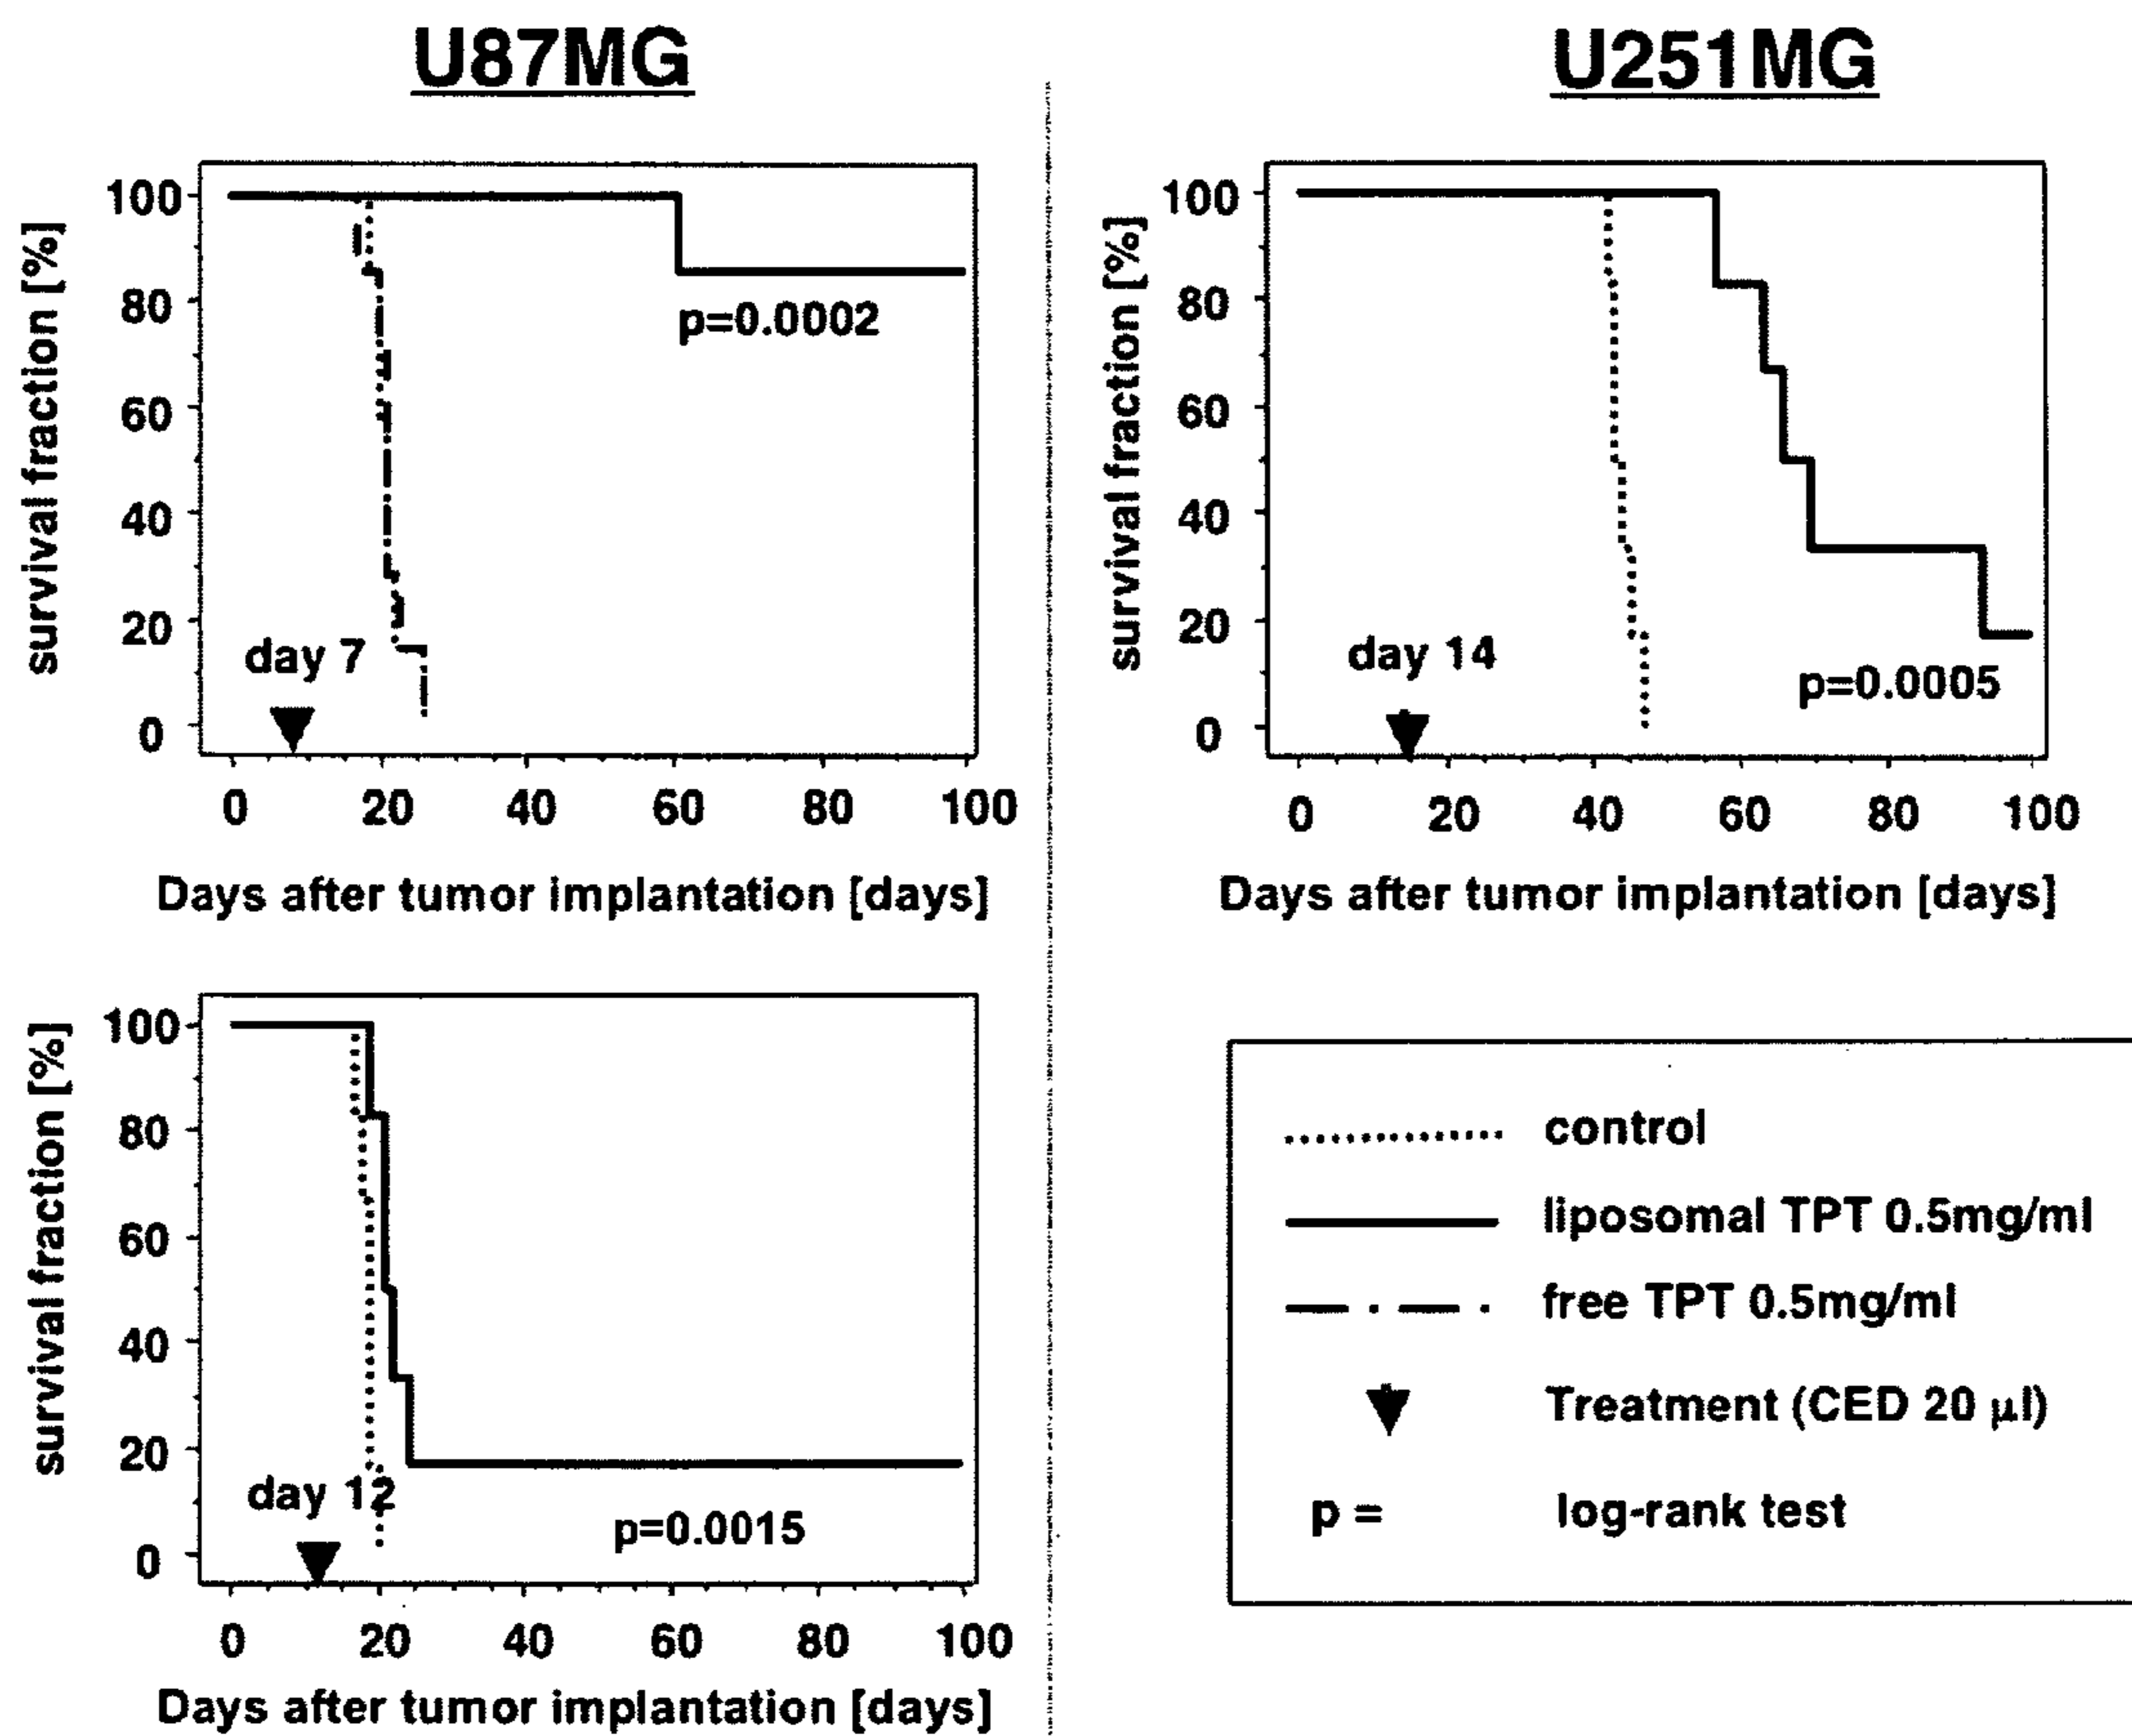 U87MG
survival fraction [%]
100
80
60
40
20
0
day 7
p=0.0002
0 20 40 60 80 100
Days after tumor implantation [days]
survival fraction [%]
100
80
60
40
20
0
day 12
p=0.0015
0 20 40 60 80 100
Days after tumor implantation [days]
U251MG
survival fraction [%]
100
80
60
40
20
0
day 14
p=0.0005
0 20 40 60 80 100
Days after tumor implantation [days]
control
liposomal TPT 0.5mg/ml
free TPT 0.5mg/ml
Treatment (CED 20 µl)
p = log-rank test